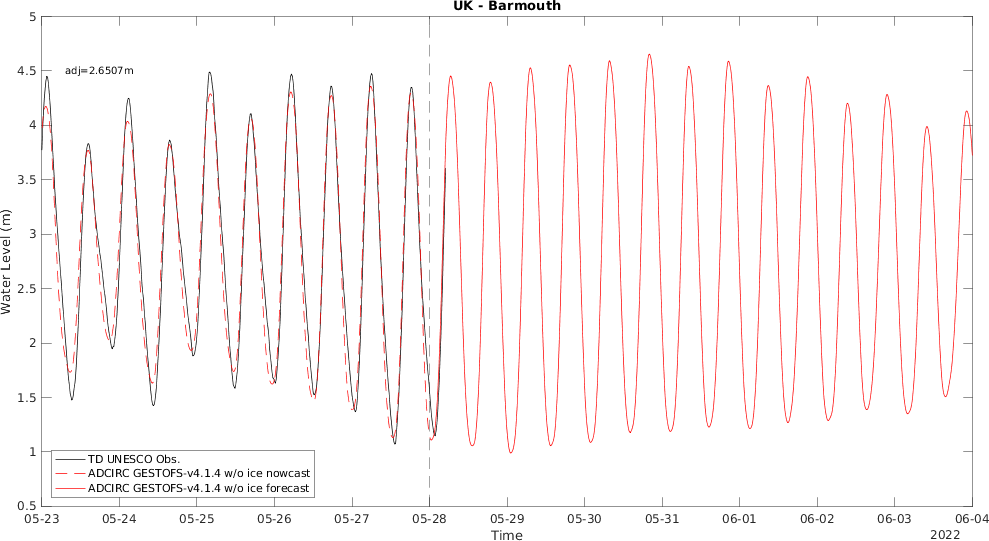 UK - Barmouth
5
4.5
4
3.5
3
2.5
2
1.5
1
0.5
Water Level (m)
adj=2.6507m
TD UNESCO Obs.
ADCIRC GESTOFS-v4.1.4 w/o ice nowcast
ADCIRC GESTOFS-v4.1.4 w/o ice forecast
05-23 05-24 05-25 05-26 05-27 05-28 05-29 05-30 05-31 06-01 06-02 06-03 06-04
Time
2022